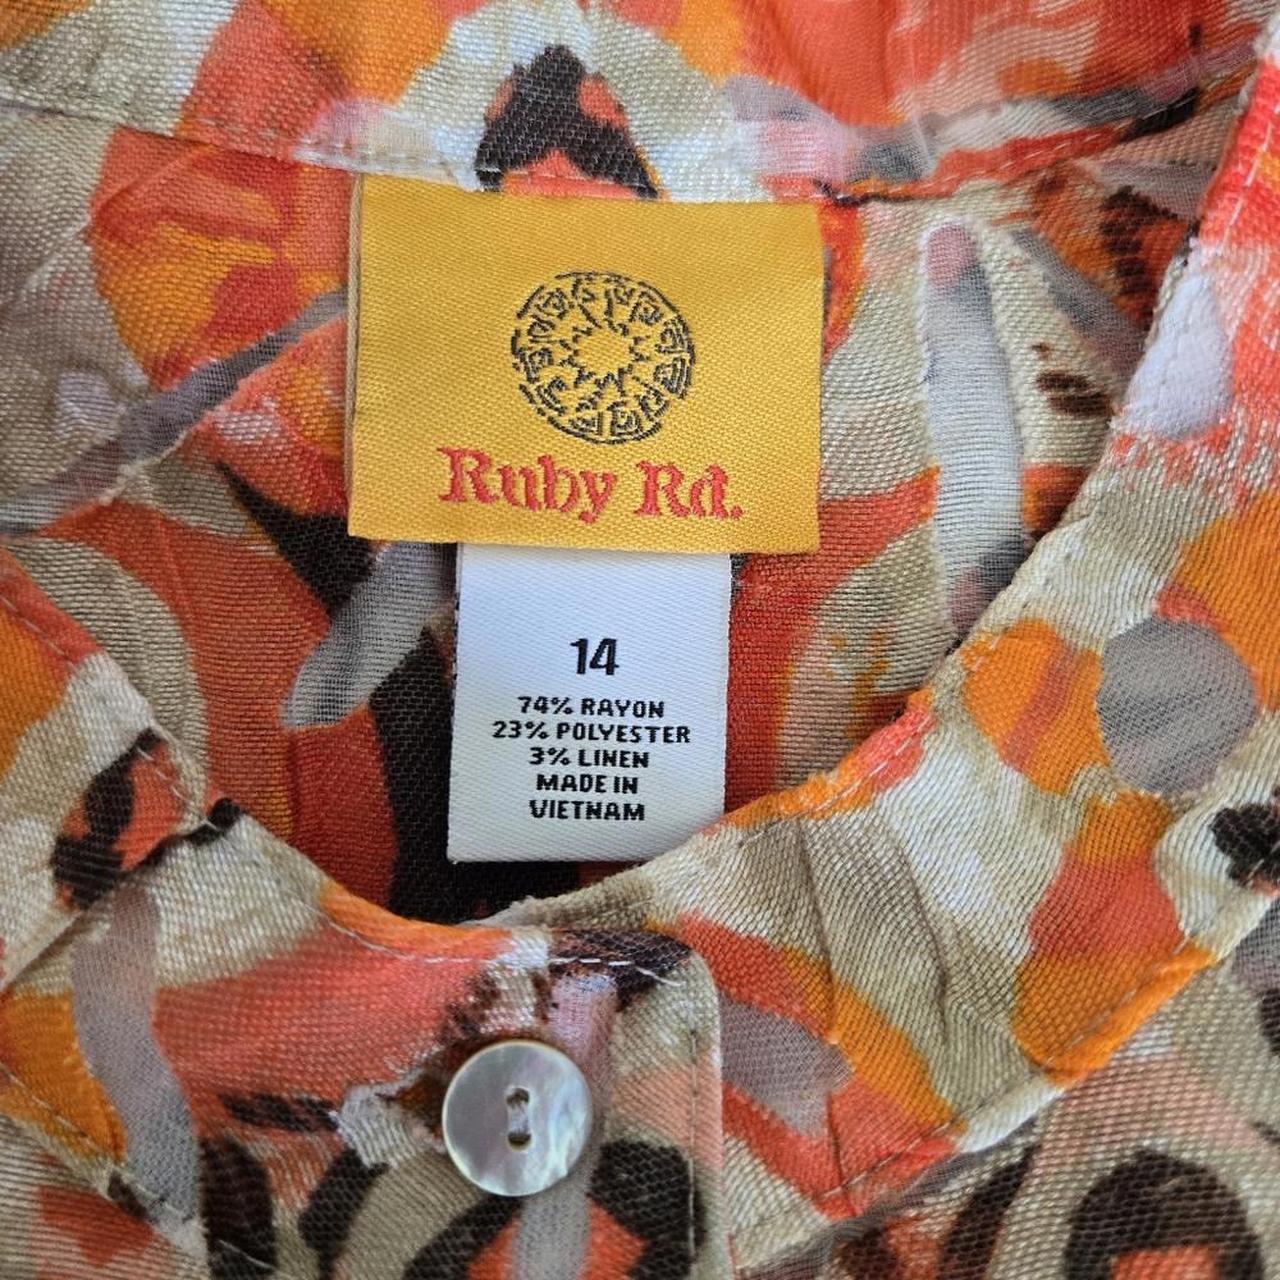 Ruby Rd.
14
74% RAYON
23% POLYESTER
3% LINEN
MADE IN
VIETNAM